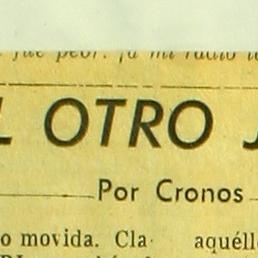 fue peor. ¡a mi radio
L OTRO J
Por Cronos
o movida. Cla- aquéll